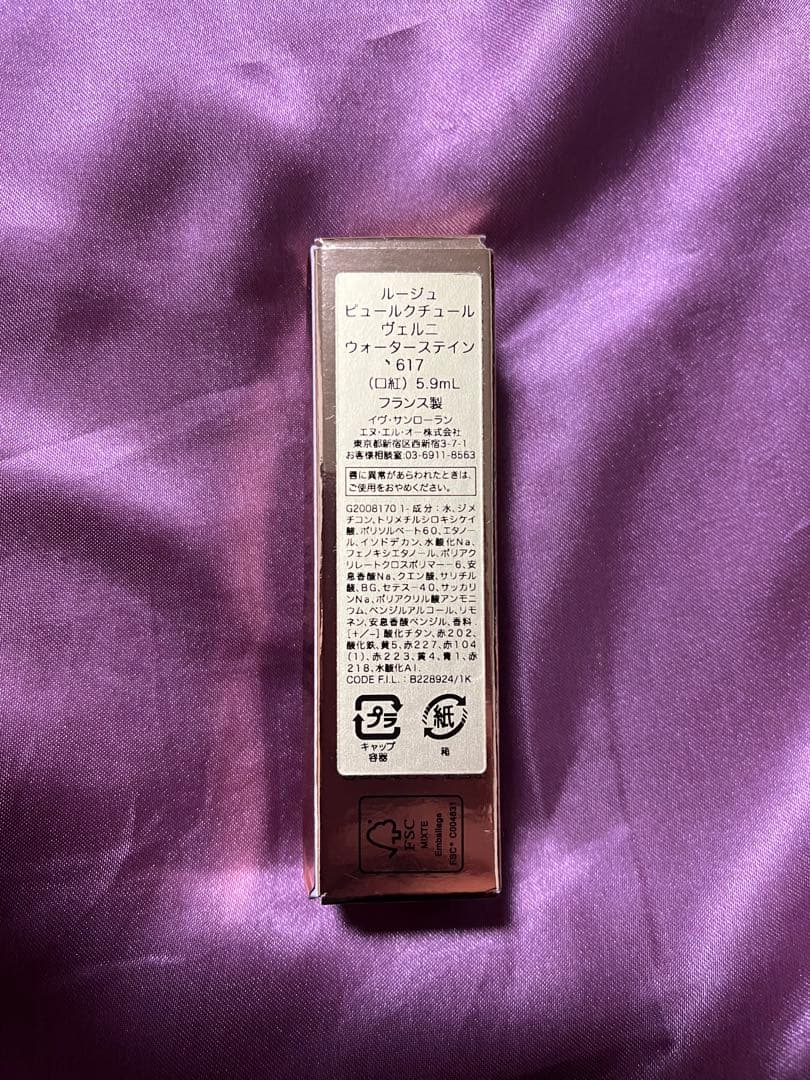 ルージュ
ピュールクチュール
ヴェルニ
ウォーターステイン
617
(口紅) 5.9mL
フランス製
イヴ・サンローラン
エヌ・エル・オー株式会社
東京都新宿区西新宿3-7-1
お客様相談室:03-6911-8563
唇に異常があらわれたときは、
ご使用をおやめください。
G2008170 1- 成分:水、ジメ
チコン、トリメチルシロキシケイ
酸、ポリソルベート60、エタノー
ル、イソドデカン、水酸化Na、
フェノキシエタノール、ポリアク
リレートクロスポリマー-6、安
息香酸Na、クエン酸、サリチル
酸、BG、セテス-40、サッカリ
ンNa、ポリアクリル酸アンモニ
ウム、ベンジルアルコール、リモ
ネン、安息香酸ベンジル、香料.
[+/-] 酸化チタン、赤202、
酸化鉄、黄5、赤227、赤104
(1)、赤223、黄4、青1、赤
218、水酸化Al.
CODE F.I.L. : B228924/1K
プラ 紙
キャップ 箱
容器
FSC
MIXTE
Emballage
FSC® C004831